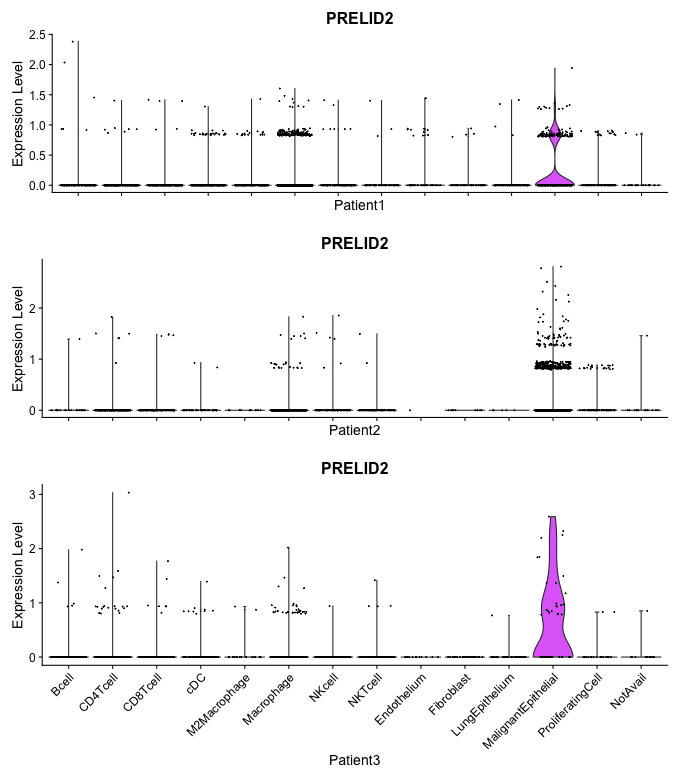 PRELID2
Expression Level
2.5
2.0
1.5
1.0
0.5
0.0
Patient1
PRELID2
Expression Level
2
1
0
Patient2
PRELID2
Expression Level
3
2
1
0
Bcell
CD4Tcell
CD8Tcell
cDC
M2Macrophage
Macrophage
NKcell
NKTcell
Endothelium
Fibroblast
LungEpithelium
MalignantEpithelial
ProliferatingCell
NotAvail
Patient3